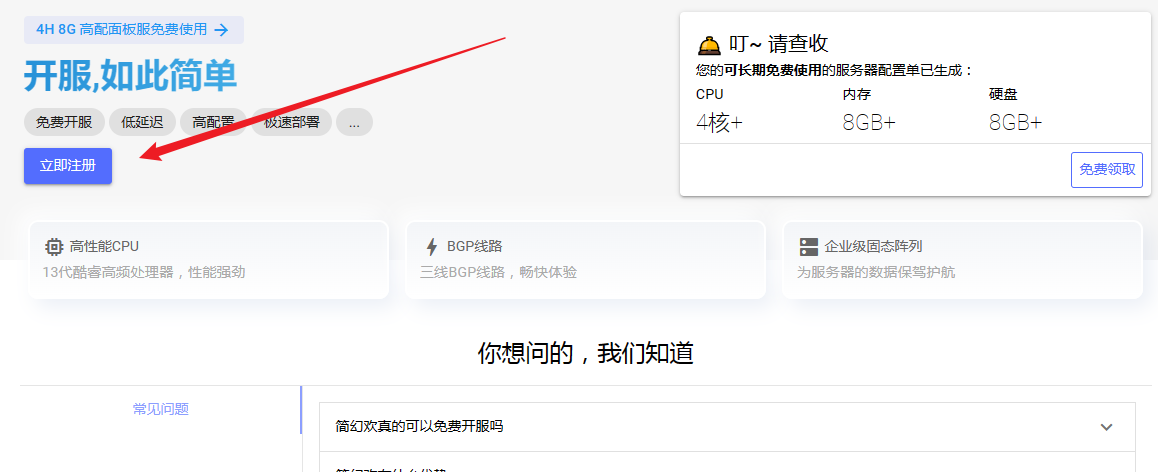 4H 8G 高配面板服免费使用
开服,如此简单
免费开服 低延迟 高配置 极速部署 ...
立即注册
叮~ 请查收
您的可长期免费使用的服务器配置单已生成：
CPU 内存 硬盘
4核+ 8GB+ 8GB+
免费领取
高性能CPU
13代酷睿高频处理器，性能强劲
BGP线路
三线BGP线路，畅快体验
企业级固态阵列
为服务器的数据保驾护航
你想问的，我们知道
常见问题
简幻欢真的可以免费开服吗